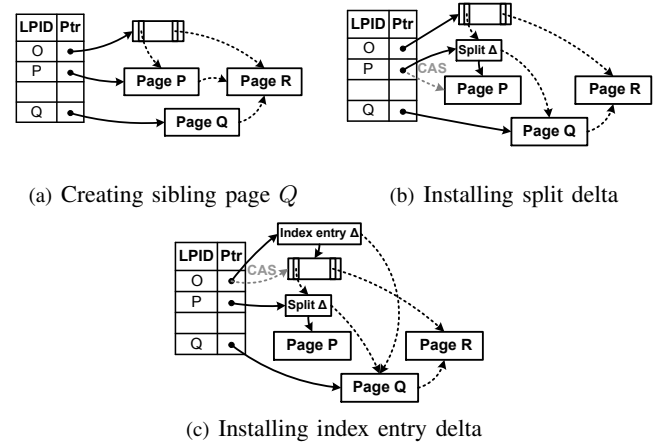 LPID Ptr
O
P
Q
Page P
Page R
Page Q
(a) Creating sibling page Q
LPID Ptr
O
P
Q
CAS
Split Δ
Page P
Page R
Page Q
(b) Installing split delta
LPID Ptr
O
P
Q
Index entry Δ
CAS
Split Δ
Page P
Page R
Page Q
(c) Installing index entry delta